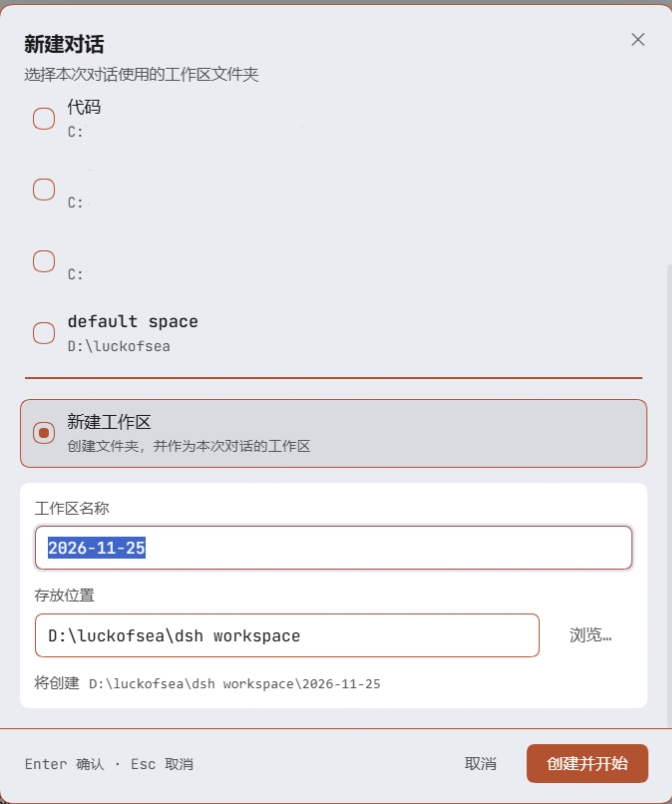 新建对话
选择本次对话使用的工作区文件夹
代码
C:
C:
C:
default space
D:\luckofsea
新建工作区
创建文件夹，并作为本次对话的工作区
工作区名称
2026-11-25
存放位置
D:\luckofsea\dsh workspace
浏览…
将创建 D:\luckofsea\dsh workspace\2026-11-25
Enter 确认 · Esc 取消
取消
创建并开始